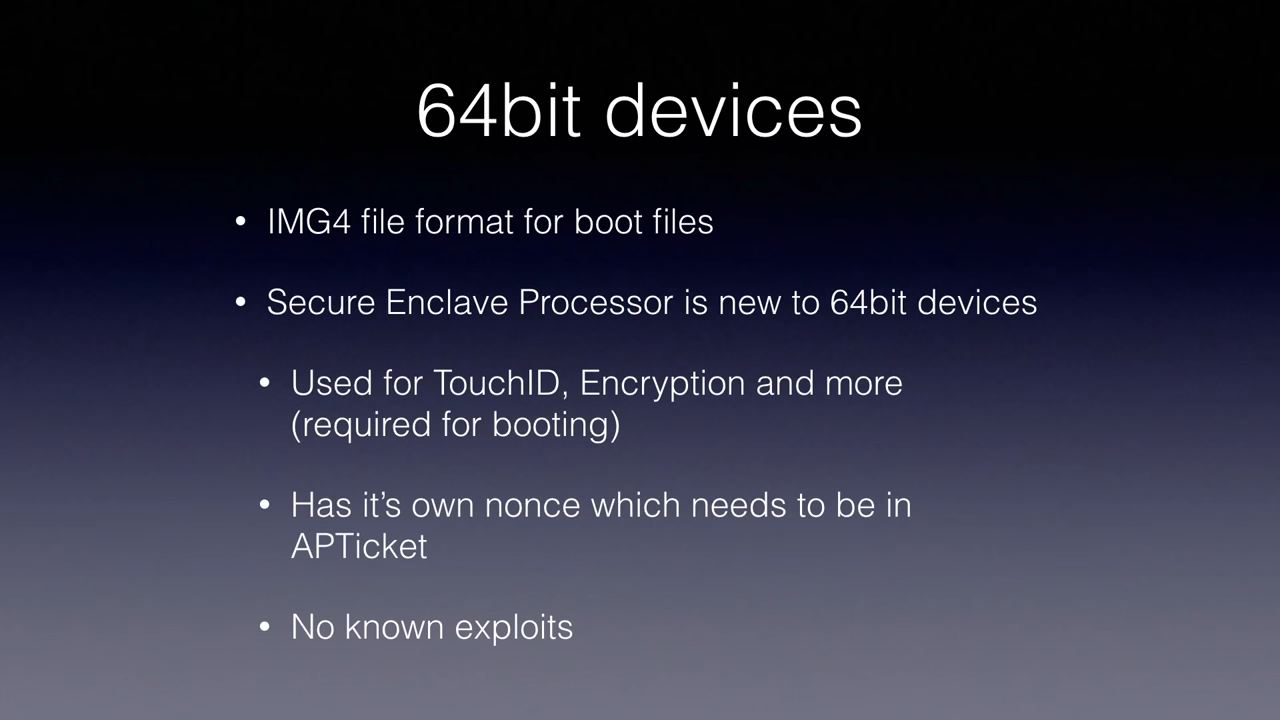 64bit devices
• IMG4 file format for boot files
• Secure Enclave Processor is new to 64bit devices
• Used for TouchID, Encryption and more
(required for booting)
• Has it’s own nonce which needs to be in
APTicket
• No known exploits